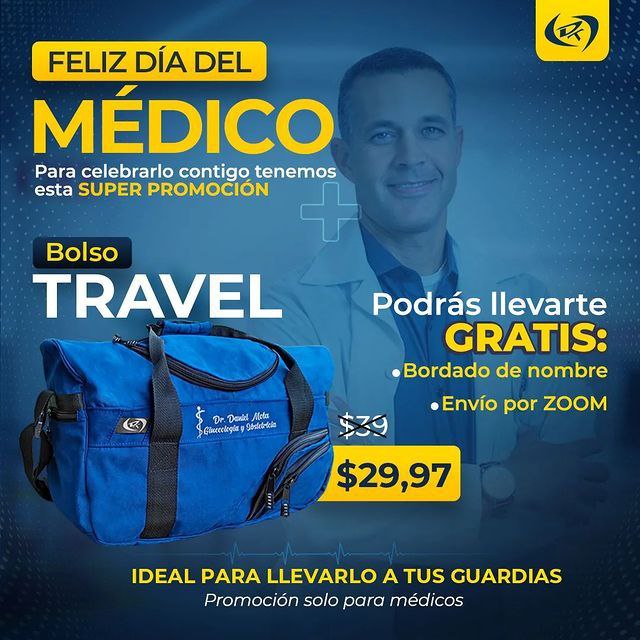 DX
FELIZ DÍA DEL
MÉDICO
Para celebrarlo contigo tenemos
esta SUPER PROMOCIÓN
Bolso
TRAVEL
Podrás llevarte
GRATIS:
•Bordado de nombre
•Envío por ZOOM
Dr. Daniel Mota
Ginecología y Obstetricia
$39
$29,97
IDEAL PARA LLEVARLO A TUS GUARDIAS
Promoción solo para médicos